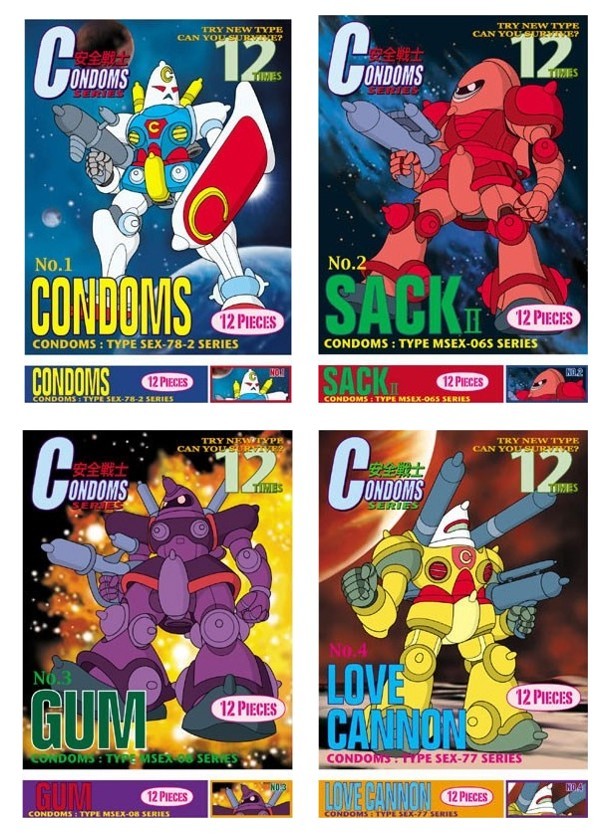 TRY NEW TYPE
CAN YOU SURVIVE?
安全戦士
CONDOMS
SERIES
12
TIMES
C
C
No.1
CONDOMS
12 PIECES
CONDOMS : TYPE SEX-78-2 SERIES
CONDOMS
12 PIECES
CONDOMS : TYPE SEX-78-2 SERIES
NO.1
TRY NEW TYPE
CAN YOU SURVIVE?
安全戦士
CONDOMS
SERIES
12
TIMES
No.2
SACK II
12 PIECES
CONDOMS : TYPE MSEX-06S SERIES
SACK II
12 PIECES
CONDOMS : TYPE MSEX-06S SERIES
NO.2
TRY NEW TYPE
CAN YOU SURVIVE?
安全戦士
CONDOMS
SERIES
12
TIMES
No.3
GUM
12 PIECES
CONDOMS : TYPE MSEX-08 SERIES
GUM
12 PIECES
CONDOMS : TYPE MSEX-08 SERIES
NO.3
TRY NEW TYPE
CAN YOU SURVIVE?
安全戦士
CONDOMS
SERIES
12
TIMES
C
No.4
LOVE
CANNON
12 PIECES
CONDOMS : TYPE SEX-77 SERIES
LOVE CANNON
12 PIECES
CONDOMS : TYPE SEX-77 SERIES
NO.4